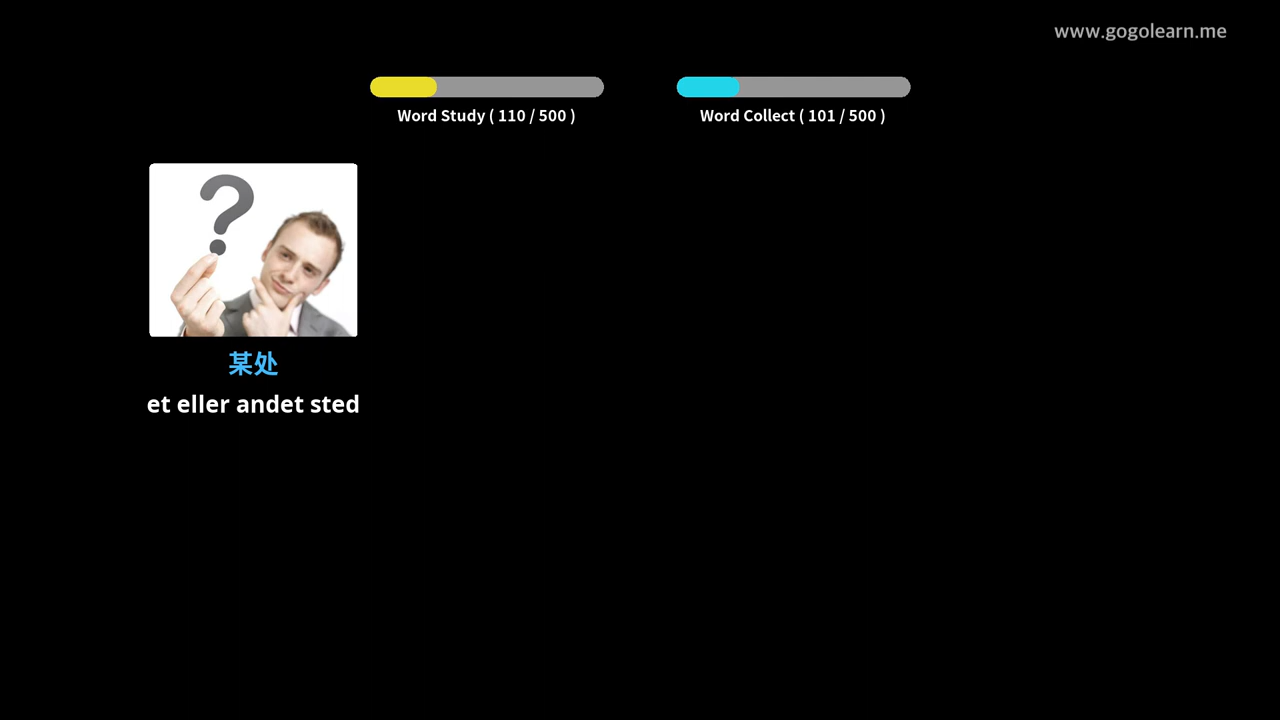 www.gogolearn.me
Word Study ( 110 / 500 )
Word Collect ( 101 / 500 )
?
某处
et eller andet sted